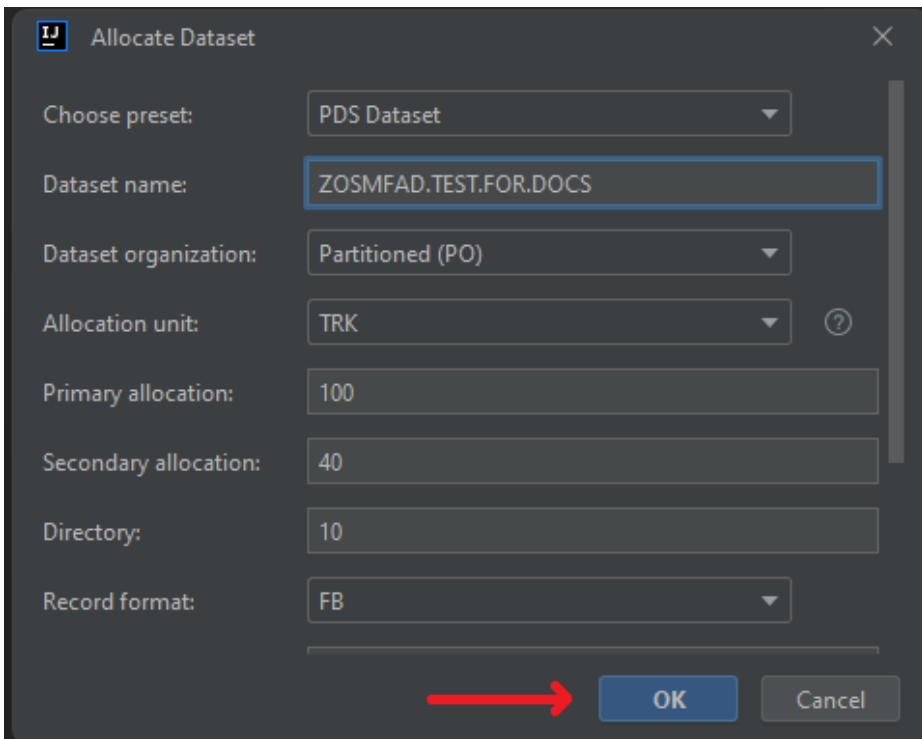 IJ Allocate Dataset
Choose preset: PDS Dataset
Dataset name: ZOSMFAD.TEST.FOR.DOCS
Dataset organization: Partitioned (PO)
Allocation unit: TRK ?
Primary allocation: 100
Secondary allocation: 40
Directory: 10
Record format: FB
OK Cancel